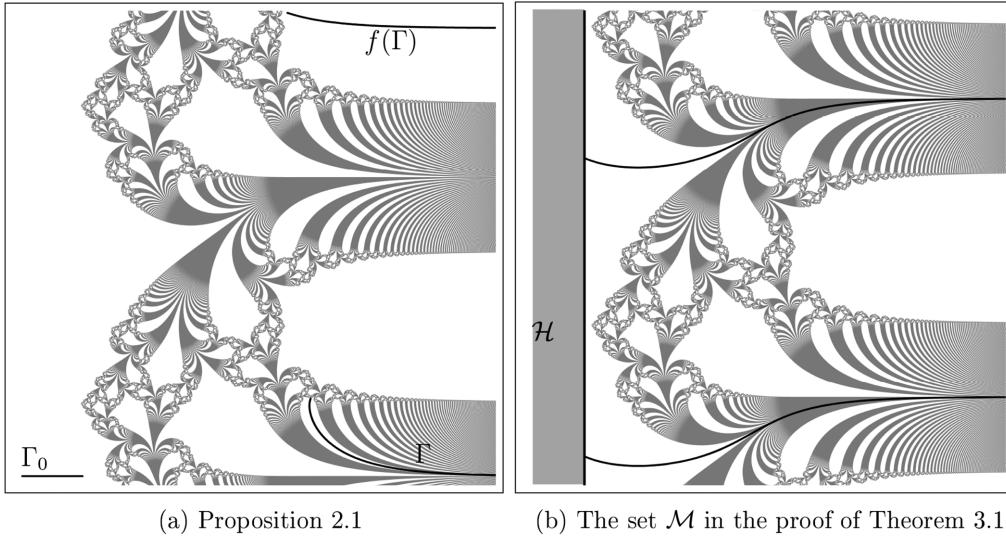 f(Γ)
Γ₀
Γ
ℋ
(a) Proposition 2.1
(b) The set ℳ in the proof of Theorem 3.1